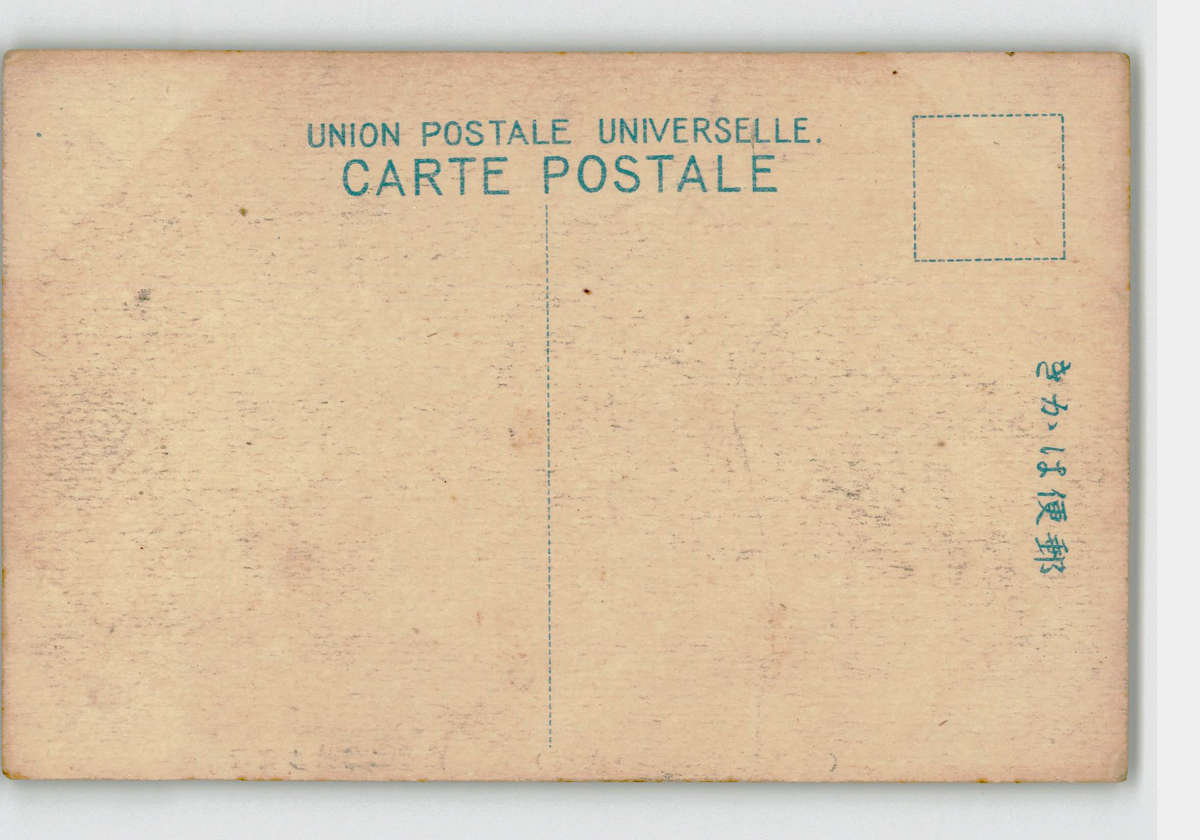 UNION POSTALE UNIVERSELLE.
CARTE POSTALE
郵便はかき